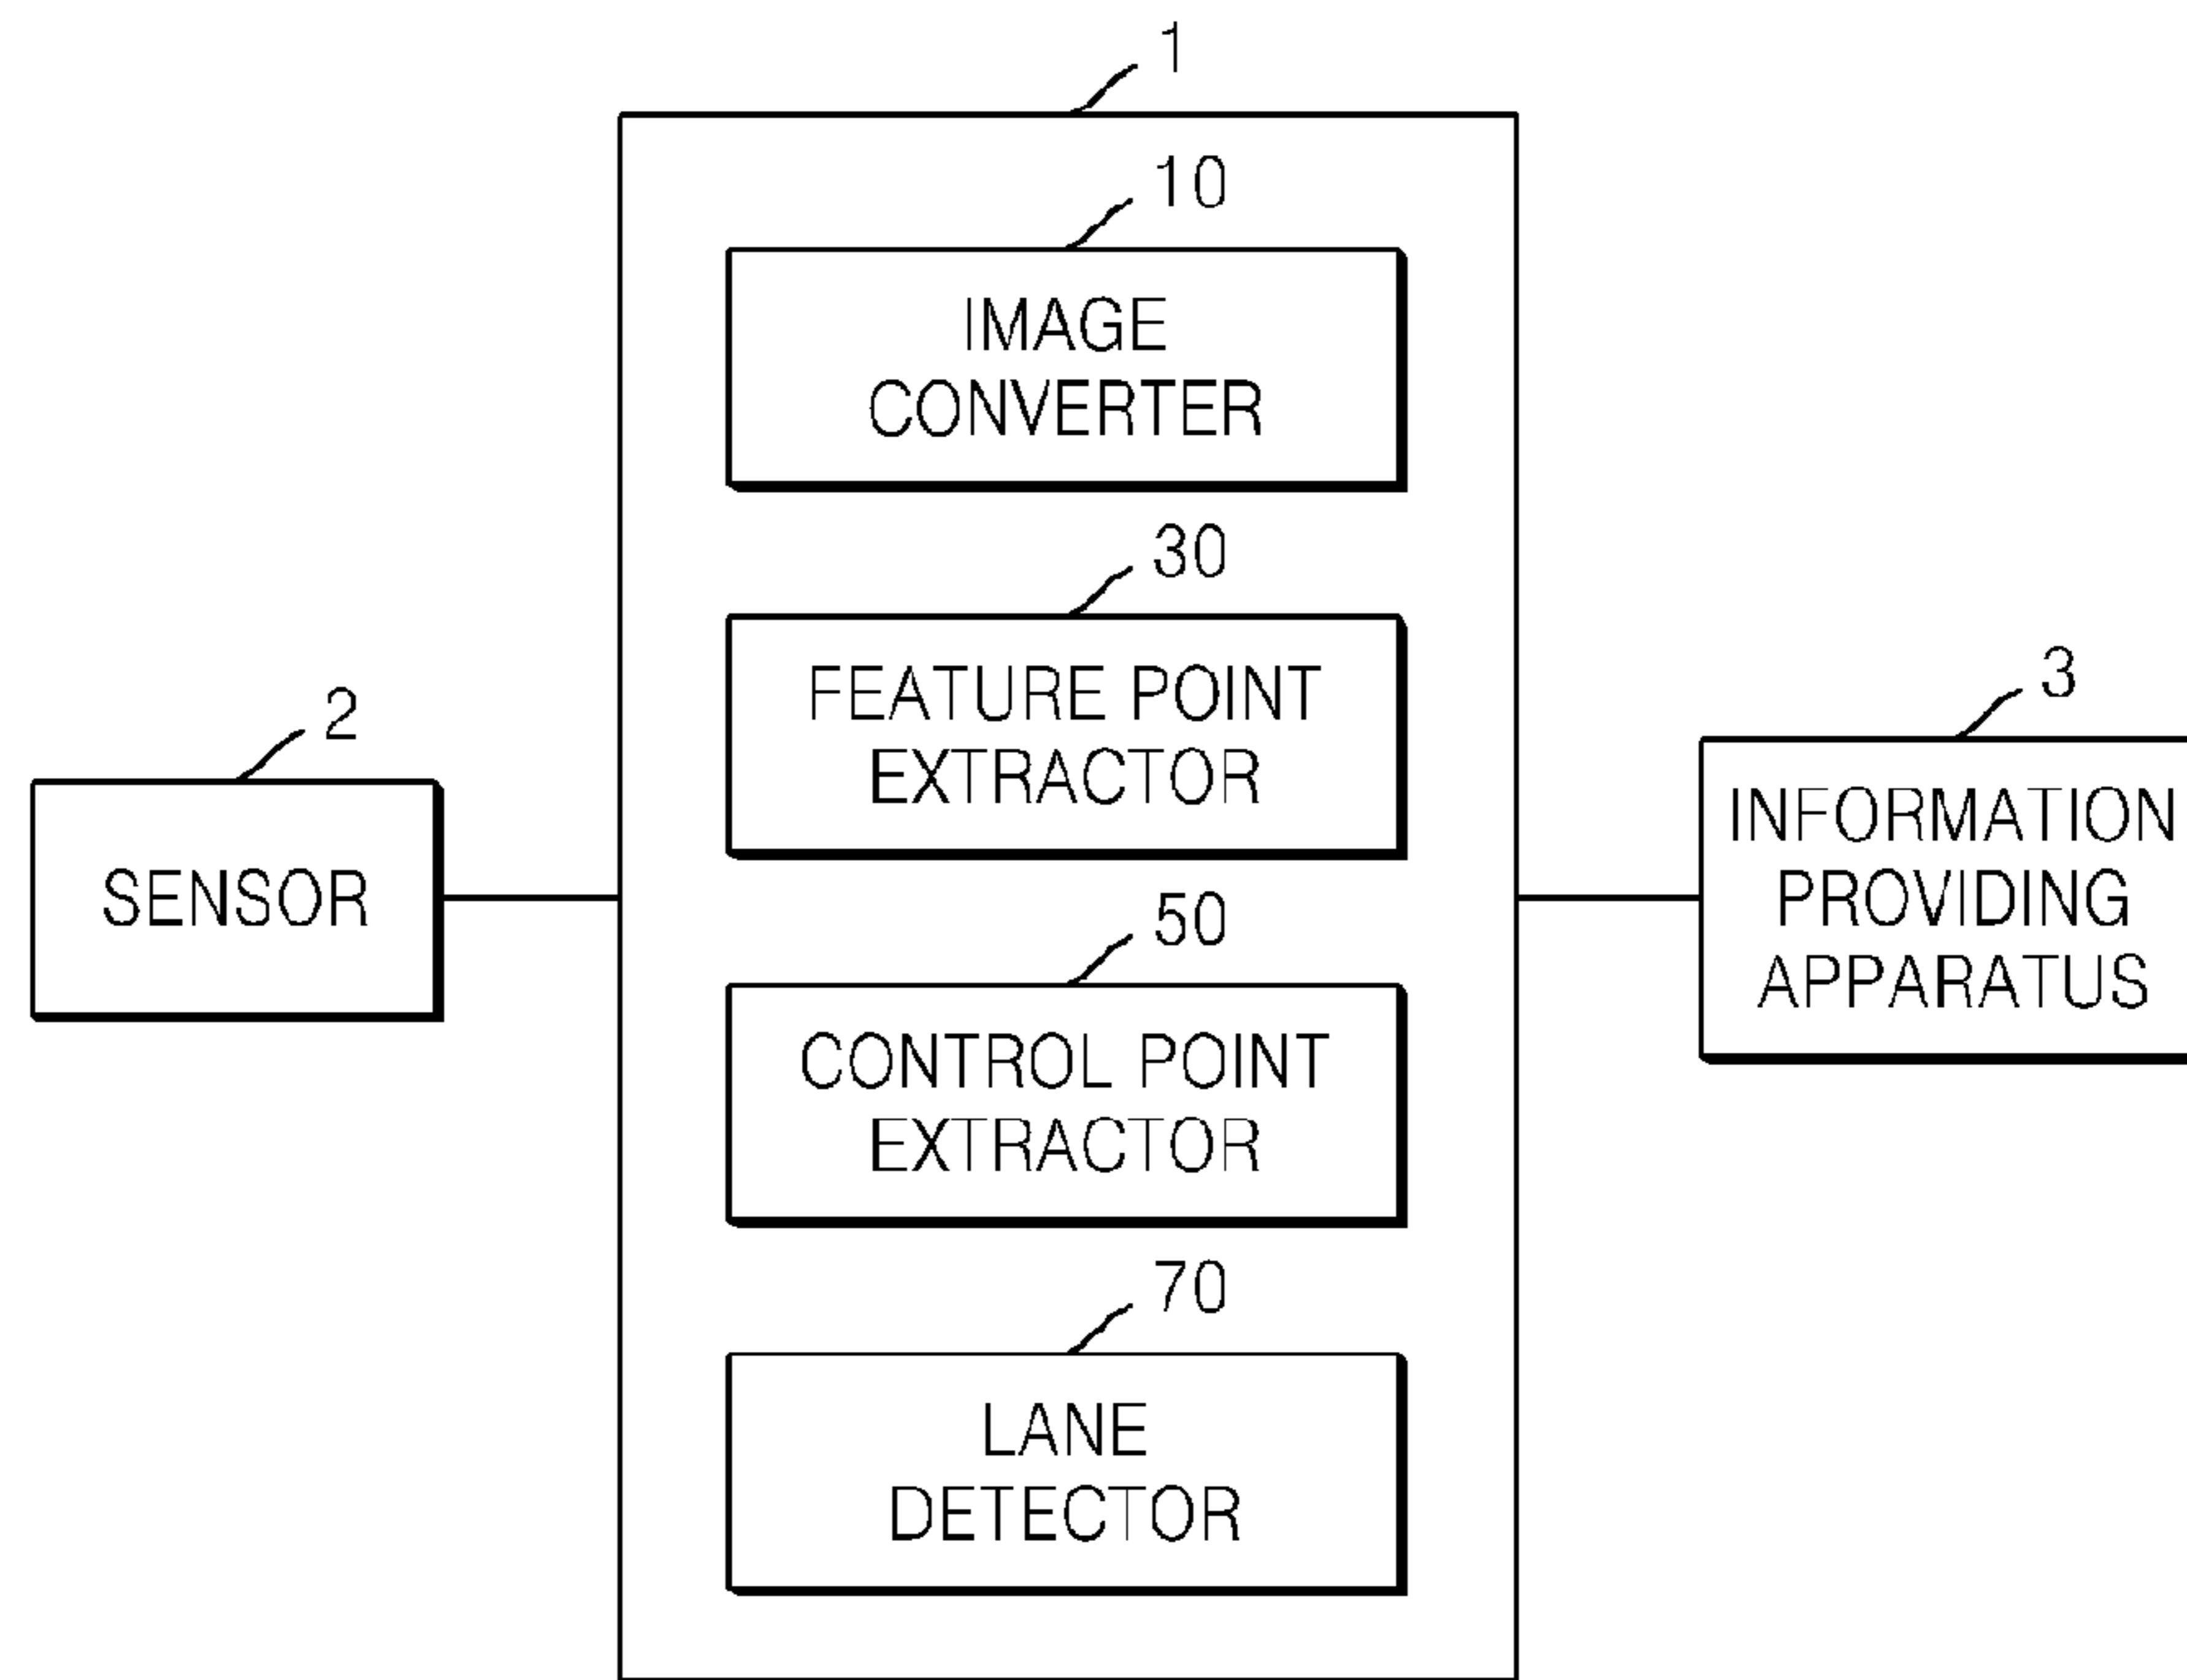 1
10
IMAGE
CONVERTER
30
FEATURE POINT
EXTRACTOR
2
SENSOR
50
CONTROL POINT
EXTRACTOR
70
LANE
DETECTOR
3
INFORMATION
PROVIDING
APPARATUS